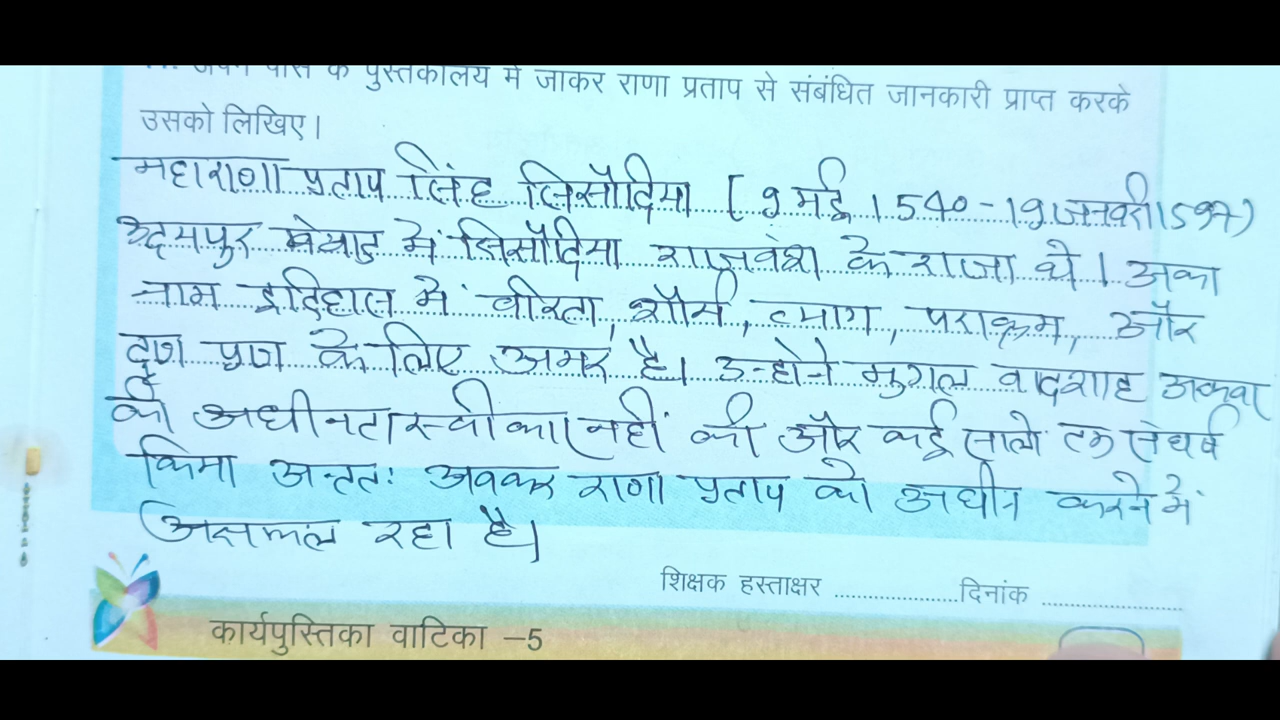 पास के पुस्तकालय में जाकर राणा प्रताप से संबंधित जानकारी प्राप्त करके
उसको लिखिए।
महाराणा प्रताप सिंह सिसौदिया [9 मई 1540 - 19 जनवरी 1597)
उदयपुर मेवाड में सिसौदिया राजवंश के राजा थे। उनका
नाम इतिहास में वीरता, शौर्य, त्याग, पराक्रम, और
दृण प्रण के लिए अमर है। उन्होने मुगल बादशाह अकबर
की अधीनता स्वीकार नहीं की और कई सालो तक संघर्ष
किया अन्ततः अकबर राणा प्रताप को अधीन करने में
असफल रहा है।
शिक्षक हस्ताक्षर .................... दिनांक ......................
कार्यपुस्तिका वाटिका –5